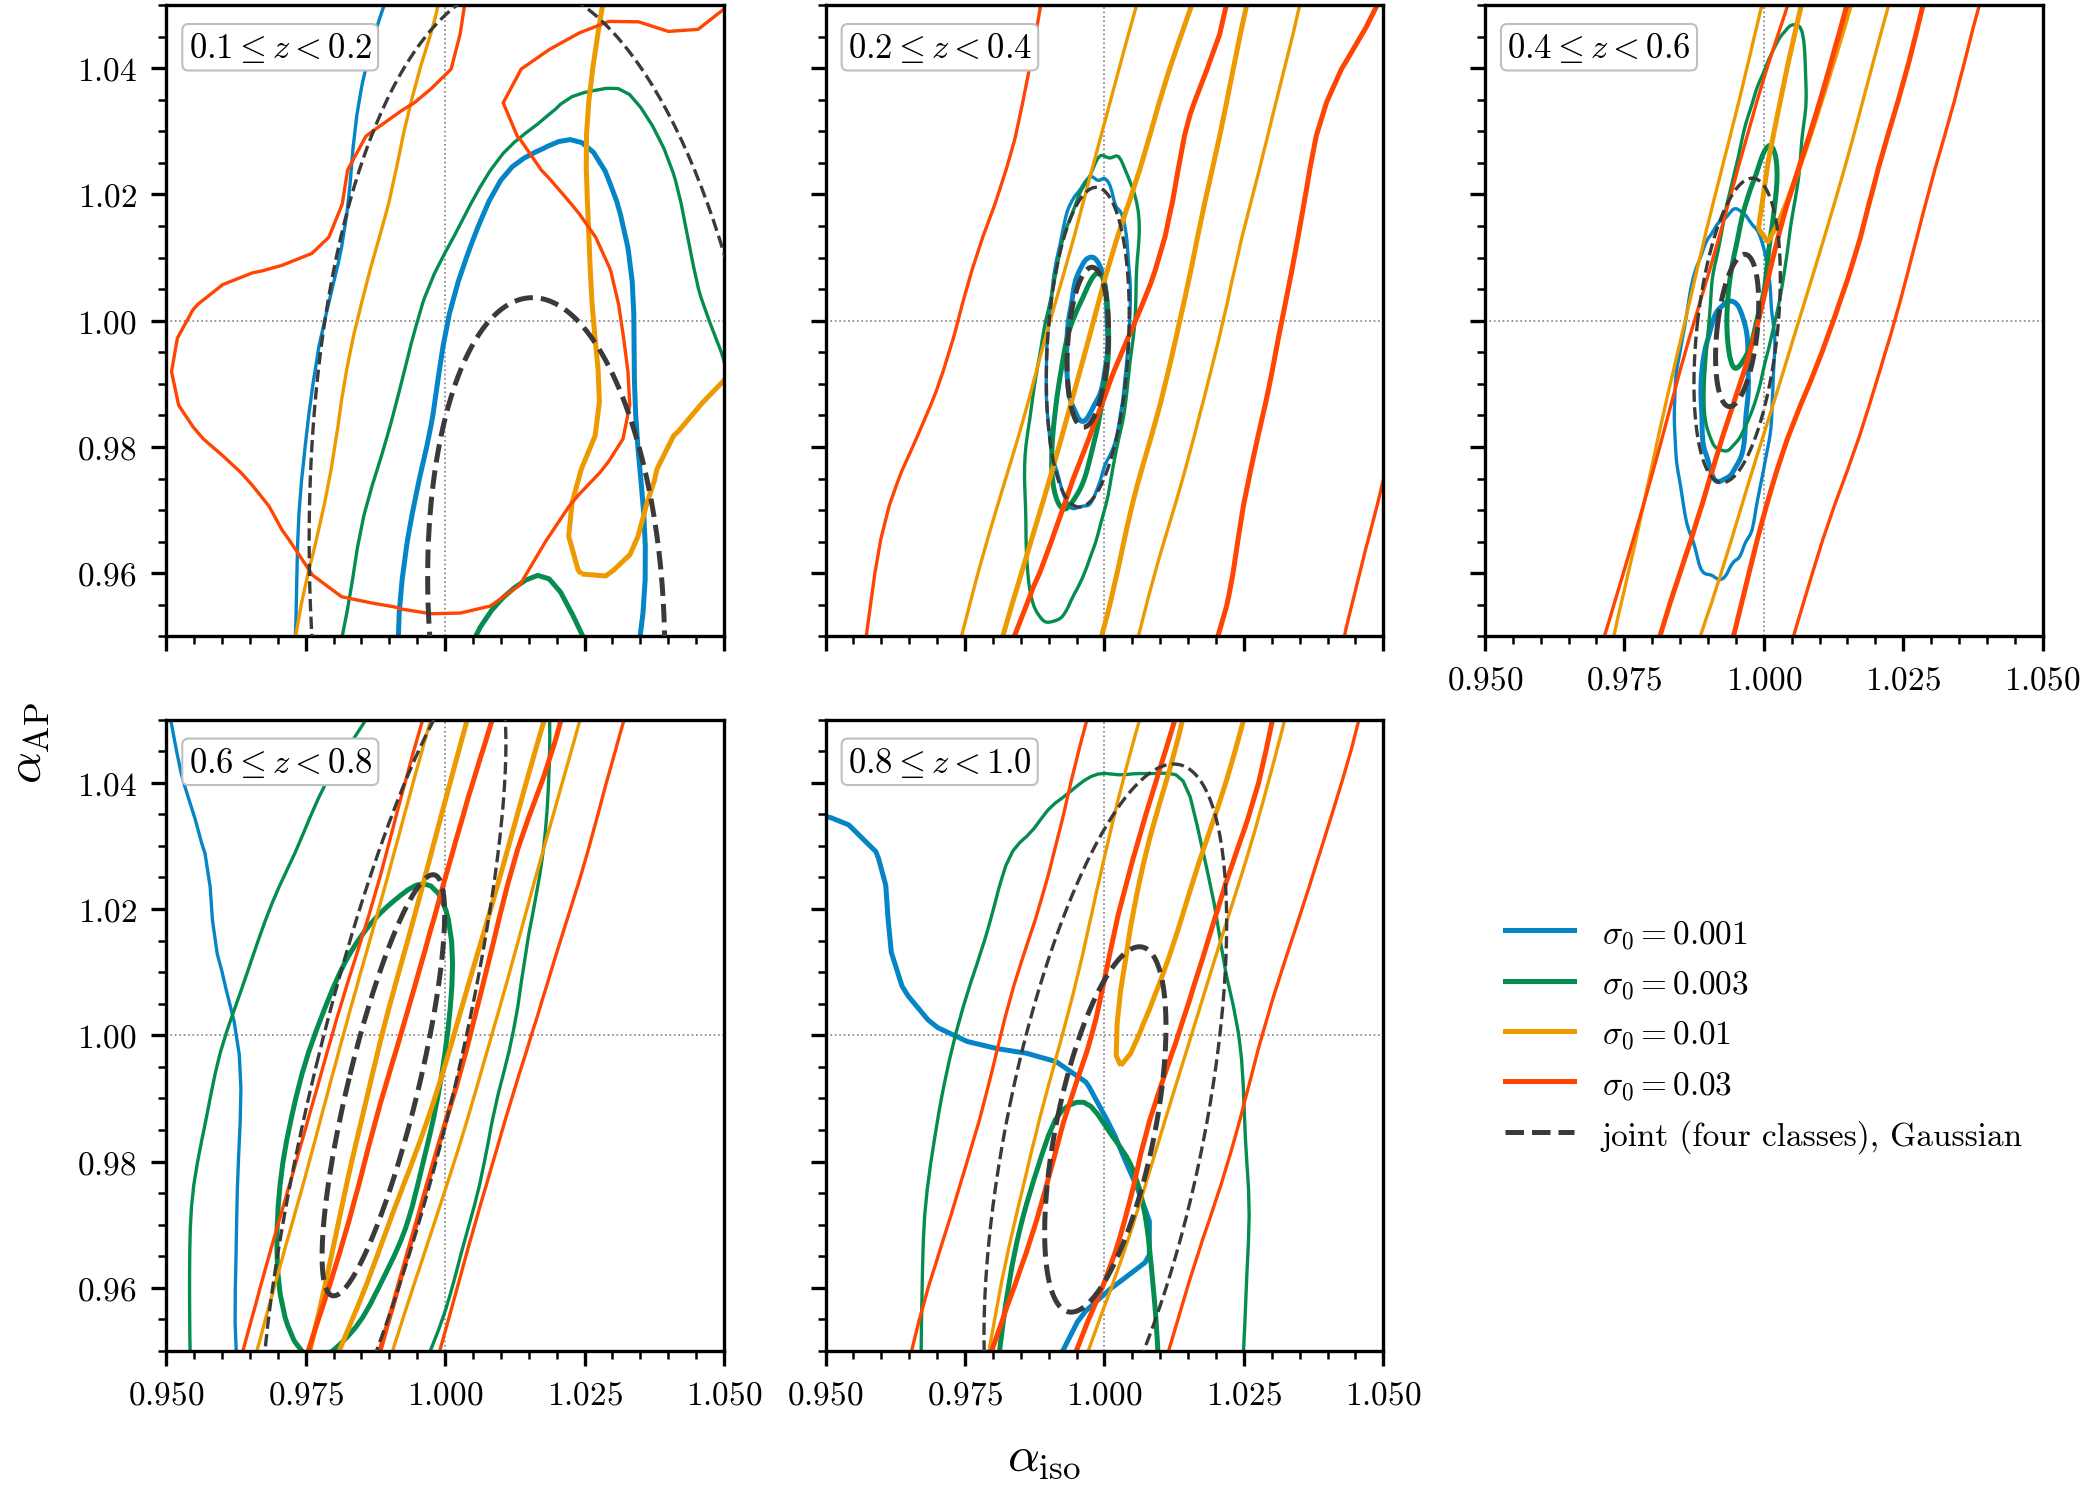 0.1 ≤ z < 0.2
0.2 ≤ z < 0.4
0.4 ≤ z < 0.6
1.04
1.02
1.00
0.98
0.96
0.950 0.975 1.000 1.025 1.050
α_AP
0.6 ≤ z < 0.8
0.8 ≤ z < 1.0
1.04
1.02
1.00
0.98
0.96
σ₀ = 0.001
σ₀ = 0.003
σ₀ = 0.01
σ₀ = 0.03
joint (four classes), Gaussian
0.950 0.975 1.000 1.025 1.050
0.950 0.975 1.000 1.025 1.050
α_iso